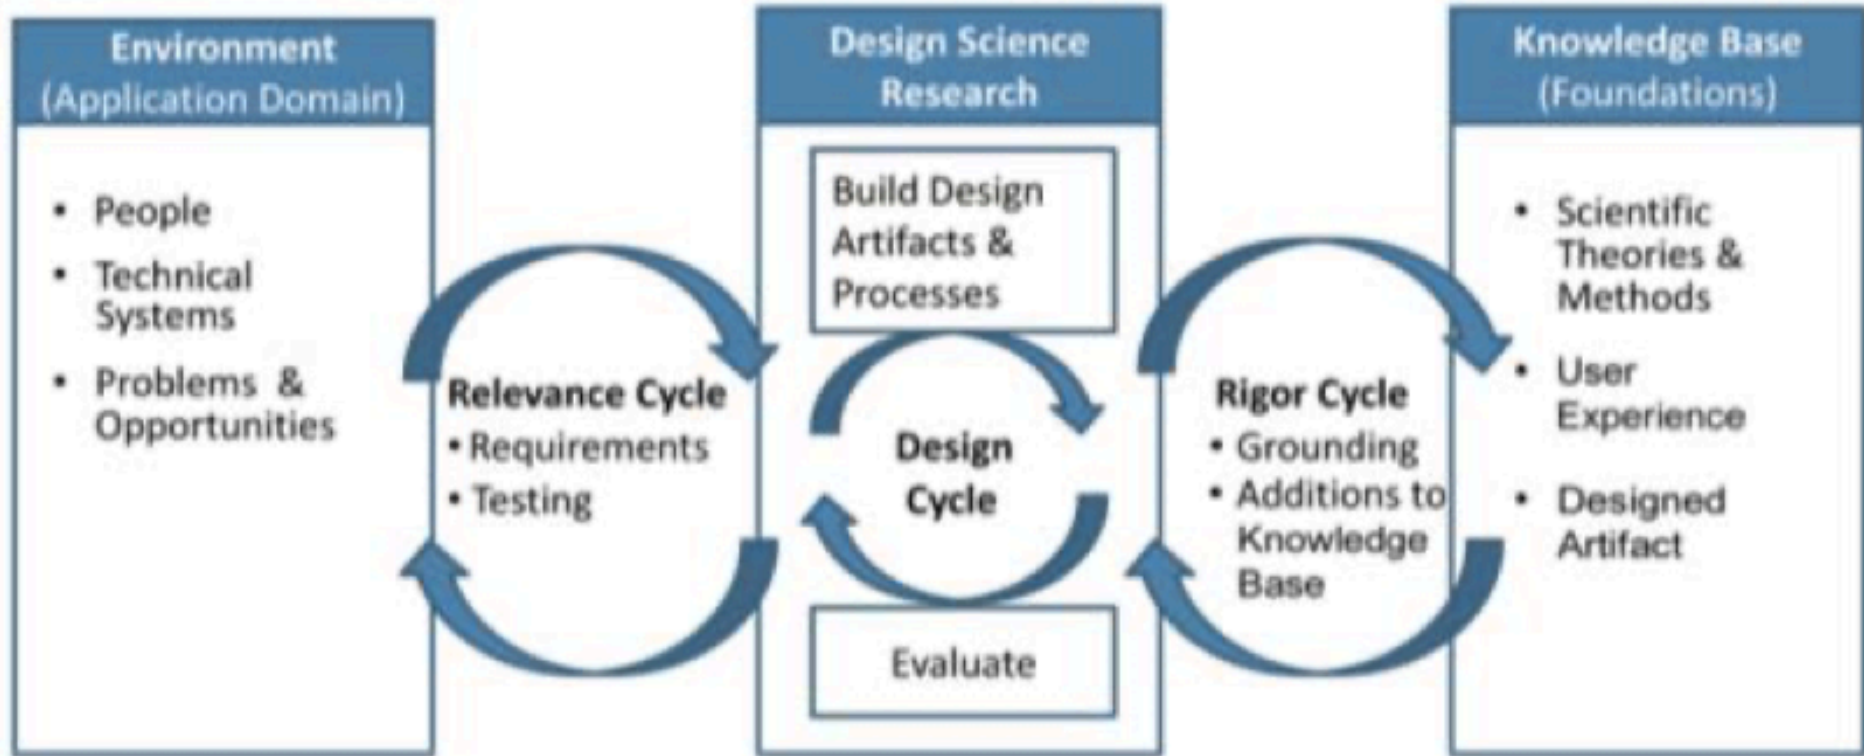 Environment
(Application Domain)
• People
• Technical
Systems
• Problems &
Opportunities
Relevance Cycle
• Requirements
• Testing
Design Science
Research
Build Design
Artifacts &
Processes
Design
Cycle
Evaluate
Rigor Cycle
• Grounding
• Additions to
Knowledge
Base
Knowledge Base
(Foundations)
• Scientific
Theories &
Methods
• User
Experience
• Designed
Artifact